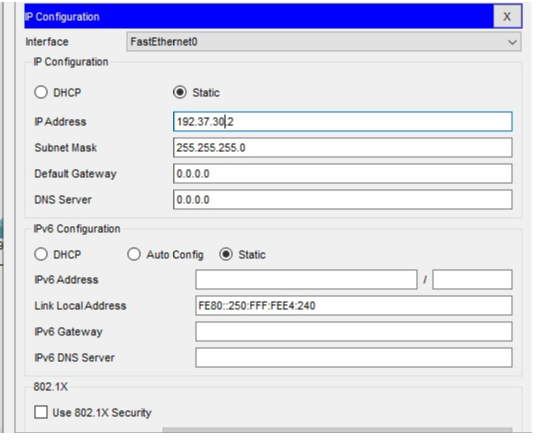 IP Configuration X
Interface FastEthernet0
IP Configuration
DHCP Static
IP Address 192.37.30.2
Subnet Mask 255.255.255.0
Default Gateway 0.0.0.0
DNS Server 0.0.0.0
IPv6 Configuration
DHCP Auto Config Static
IPv6 Address /
Link Local Address FE80::250:FFF:FEE4:240
IPv6 Gateway
IPv6 DNS Server
802.1X
Use 802.1X Security